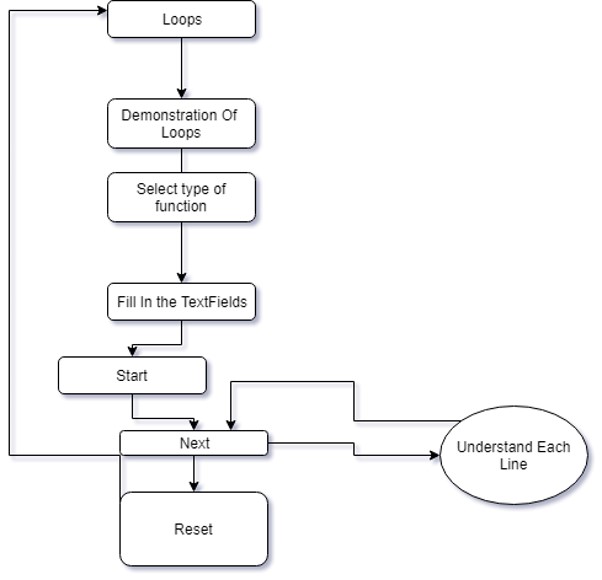 Loops
Demonstration Of
Loops
Select type of
function
Fill In the TextFields
Start
Next
Understand Each
Line
Reset